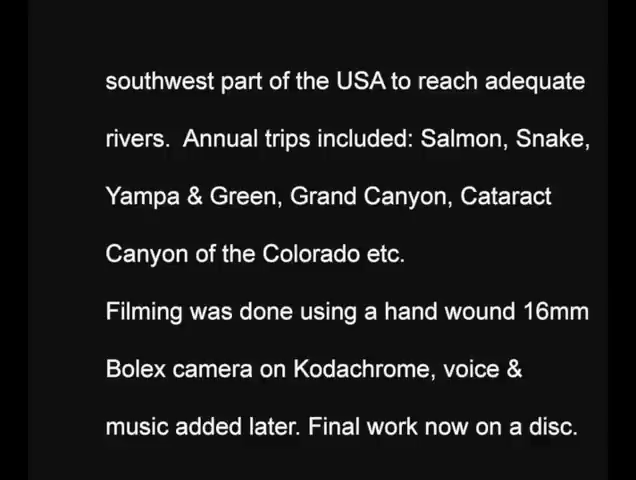 southwest part of the USA to reach adequate
rivers.  Annual trips included: Salmon, Snake,
Yampa & Green, Grand Canyon, Cataract
Canyon of the Colorado etc.
Filming was done using a hand wound 16mm
Bolex camera on Kodachrome, voice &
music added later. Final work now on a disc.